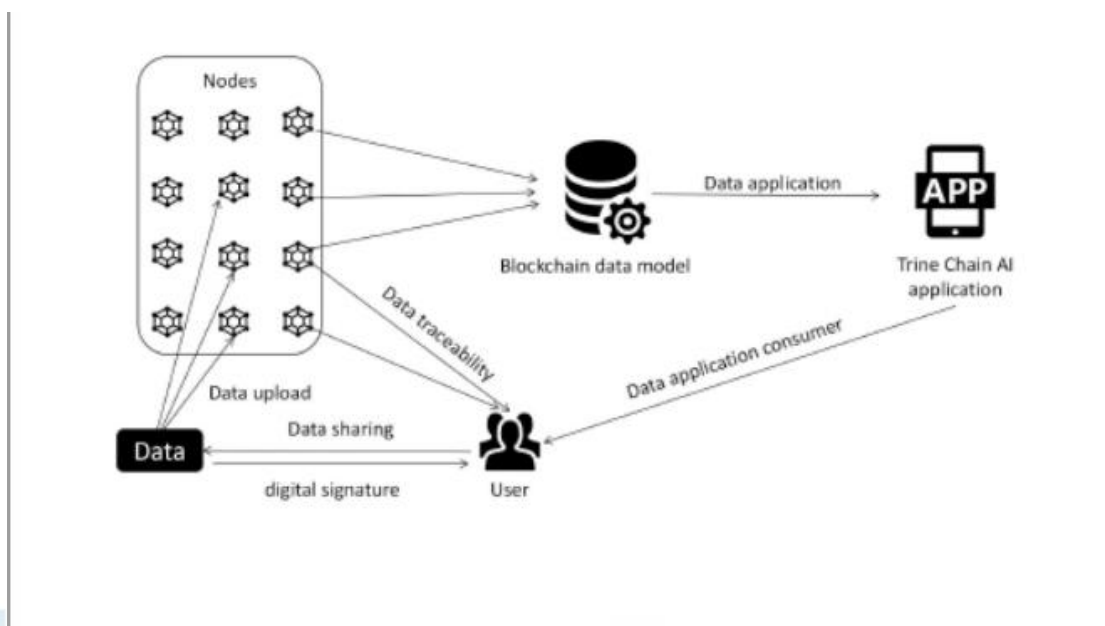 Nodes
Data application
APP
Blockchain data model
Trine Chain AI
application
Data traceability
Data application consumer
Data upload
Data sharing
Data
digital signature
User